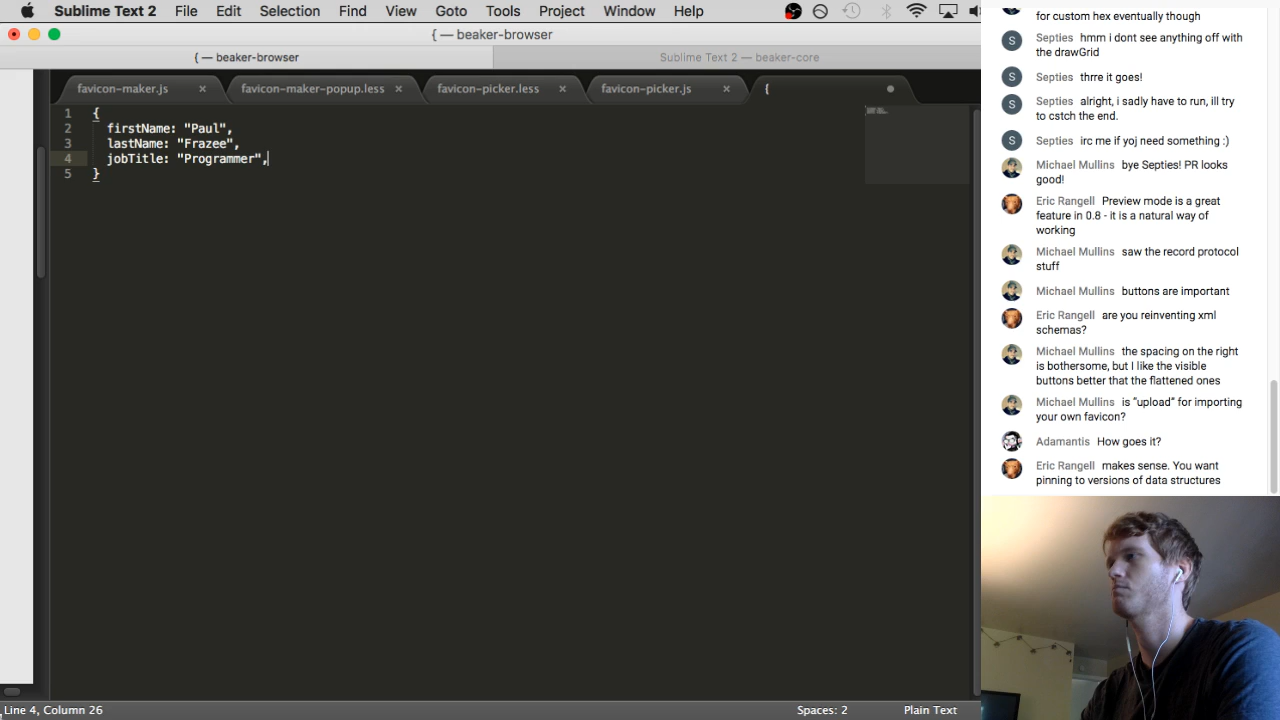 Sublime Text 2 File Edit Selection Find View Goto Tools Project Window Help
{ — beaker-browser
{ — beaker-browser
Sublime Text 2 — beaker-core
favicon-maker.js ×
favicon-maker-popup.less ×
favicon-picker.less ×
favicon-picker.js ×
{
1 {
2 firstName: "Paul",
3 lastName: "Frazee",
4 jobTitle: "Programmer",
5 }
Line 4, Column 26
Spaces: 2
Plain Text
for custom hex eventually though
S Septies hmm i dont see anything off with
the drawGrid
S Septies thrre it goes!
S Septies alright, i sadly have to run, ill try
to cstch the end.
S Septies irc me if yoj need something :)
Michael Mullins bye Septies! PR looks
good!
Eric Rangell Preview mode is a great
feature in 0.8 - it is a natural way of
working
Michael Mullins saw the record protocol
stuff
Michael Mullins buttons are important
Eric Rangell are you reinventing xml
schemas?
Michael Mullins the spacing on the right
is bothersome, but I like the visible
buttons better that the flattened ones
Michael Mullins is "upload" for importing
your own favicon?
Adamantis How goes it?
Eric Rangell makes sense. You want
pinning to versions of data structures